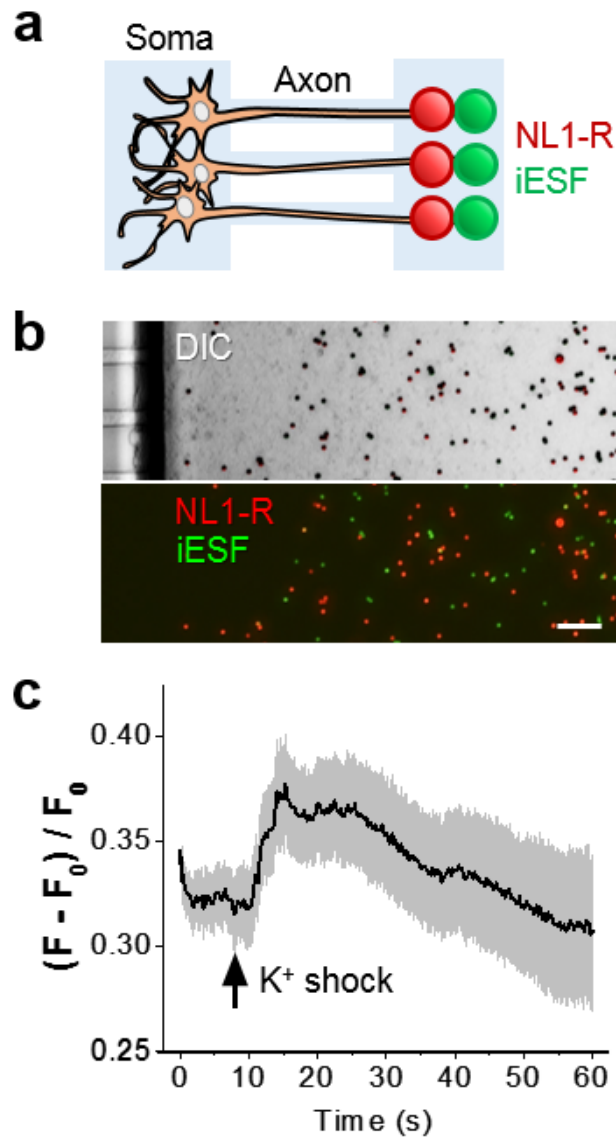 a
Soma
Axon
NL1-R
iESF
b
DIC
NL1-R
iESF
c
(F - F₀) / F₀
0.40
0.35
0.30
0.25
K⁺ shock
0 10 20 30 40 50 60
Time (s)